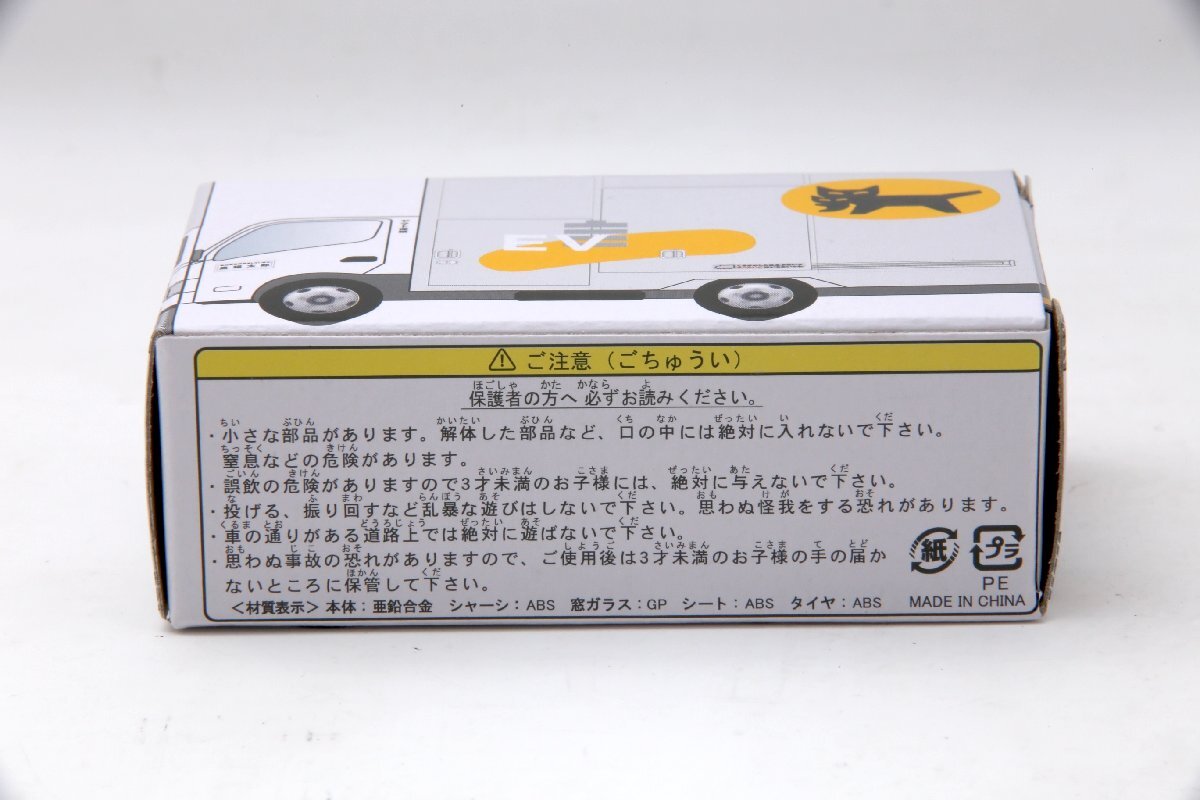 EV
⚠ ご注意（ごちゅうい）
保護者の方へ 必ずお読みください。
・小さな部品があります。解体した部品など、口の中には絶対に入れないで下さい。
窒息などの危険があります。
・誤飲の危険がありますので3才未満のお子様には、絶対に与えないで下さい。
・投げる、振り回すなど乱暴な遊びはしないで下さい。思わぬ怪我をする恐れがあります。
・車の通りがある道路上では絶対に遊ばないで下さい。
・思わぬ事故の恐れがありますので、ご使用後は3才未満のお子様の手の届か
ないところに保管して下さい。
＜材質表示＞本体：亜鉛合金 シャーシ：ABS 窓ガラス：GP シート：ABS タイヤ：ABS
紙 プラ
PE
MADE IN CHINA